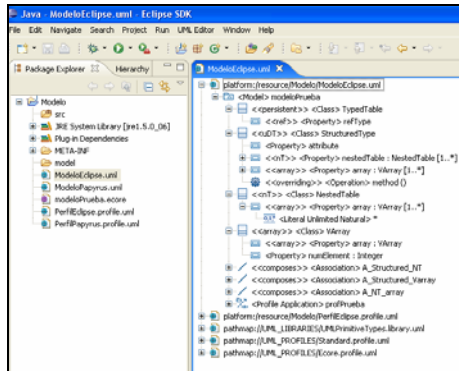 Java - ModeloEclipse.uml - Eclipse SDK
File Edit Navigate Search Project Run UML Editor Window Help
Package Explorer Hierarchy
Modelo
src
JRE System Library [jre1.5.0_06]
Plug-in Dependencies
META-INF
model
ModeloEclipse.uml
ModeloPapyrus.uml
modeloPrueba.ecore
PerfilEclipse.profile.uml
PerfilPapyrus.profile.uml
ModeloEclipse.uml
platform:/resource/Modelo/ModeloEclipse.uml
<Model> modeloPrueba
<<persistent>> <Class> TypedTable
<<ref>> <Property> refType
<<UDT>> <Class> StructuredType
<Property> attribute
<<nT>> <Property> nestedTable : NestedTable [1..*]
<<array>> <Property> array : VArray [1..*]
<<overriding>> <Operation> method ()
<<nT>> <Class> NestedTable
<<array>> <Property> array : VArray [1..*]
<Literal Unlimited Natural> *
<<array>> <Class> VArray
<<array>> <Property> array : VArray
<Property> numElement : Integer
<<composes>> <Association> A_Structured_NT
<<composes>> <Association> A_Structured_Varray
<<composes>> <Association> A_NT_array
<Profile Application> profPrueba
platform:/resource/Modelo/PerfilEclipse.profile.uml
pathmap://UML_LIBRARIES/UMLPrimitiveTypes.library.uml
pathmap://UML_PROFILES/Standard.profile.uml
pathmap://UML_PROFILES/Ecore.profile.uml